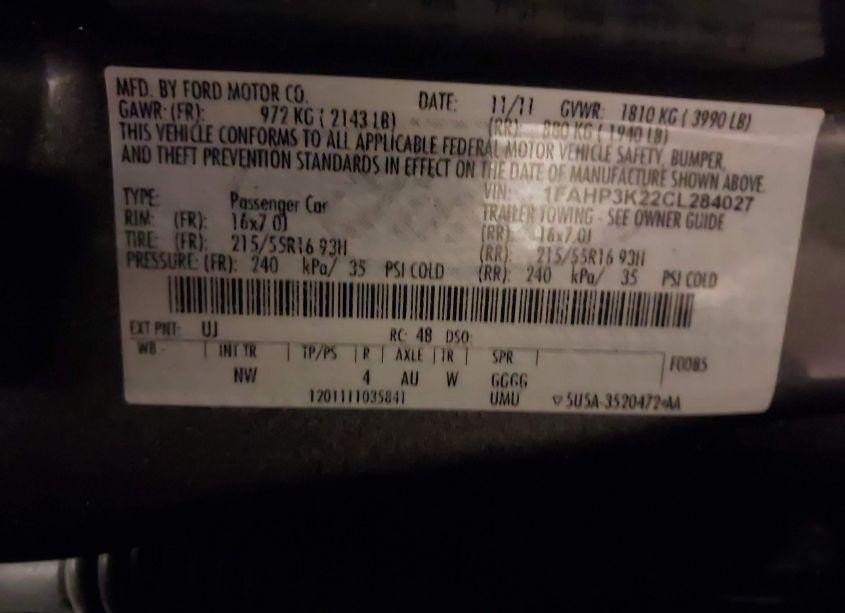 MFD. BY FORD MOTOR CO. DATE: 11/11 GVWR: 1810 KG ( 3990 LB)
GAWR: (FR): 972 KG ( 2143 LB) (RR): 880 KG ( 1940 LB)
THIS VEHICLE CONFORMS TO ALL APPLICABLE FEDERAL MOTOR VEHICLE SAFETY, BUMPER,
AND THEFT PREVENTION STANDARDS IN EFFECT ON THE DATE OF MANUFACTURE SHOWN ABOVE.
VIN: 1FAHP3K22CL284027
TYPE: Passenger Car TRAILER TOWING - SEE OWNER GUIDE
RIM: (FR): 16x7.0J (RR): 16x7.0J
TIRE: (FR): 215/55R16 93H (RR): 215/55R16 93H
PRESSURE: (FR): 240 kPa/ 35 PSI COLD (RR): 240 kPa/ 35 PSI COLD
EXT PNT: UJ RC: 48 DSO:
WB - INT TR TP/PS R AXLE TR SPR F0085
NW 4 AU W GGGG
1201111035841 UMU ▽ 5U5A-3520472-AA